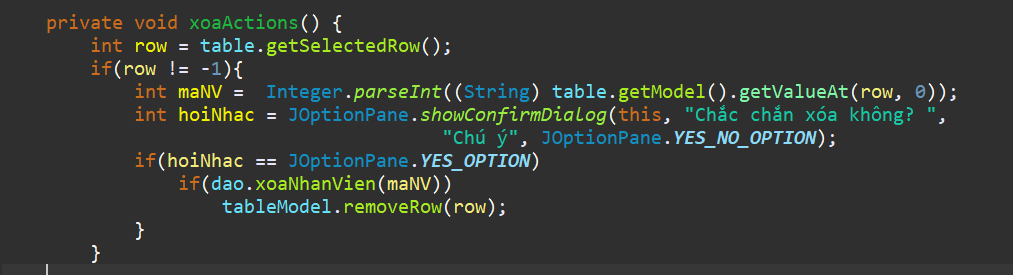 private void xoaActions() {
int row = table.getSelectedRow();
if(row != -1){
int maNV =  Integer.parseInt((String) table.getModel().getValueAt(row, 0));
int hoiNhac = JOptionPane.showConfirmDialog(this, "Chắc chắn xóa không? ",
"Chú ý", JOptionPane.YES_NO_OPTION);
if(hoiNhac == JOptionPane.YES_OPTION)
if(dao.xoaNhanVien(maNV))
tableModel.removeRow(row);
}
}